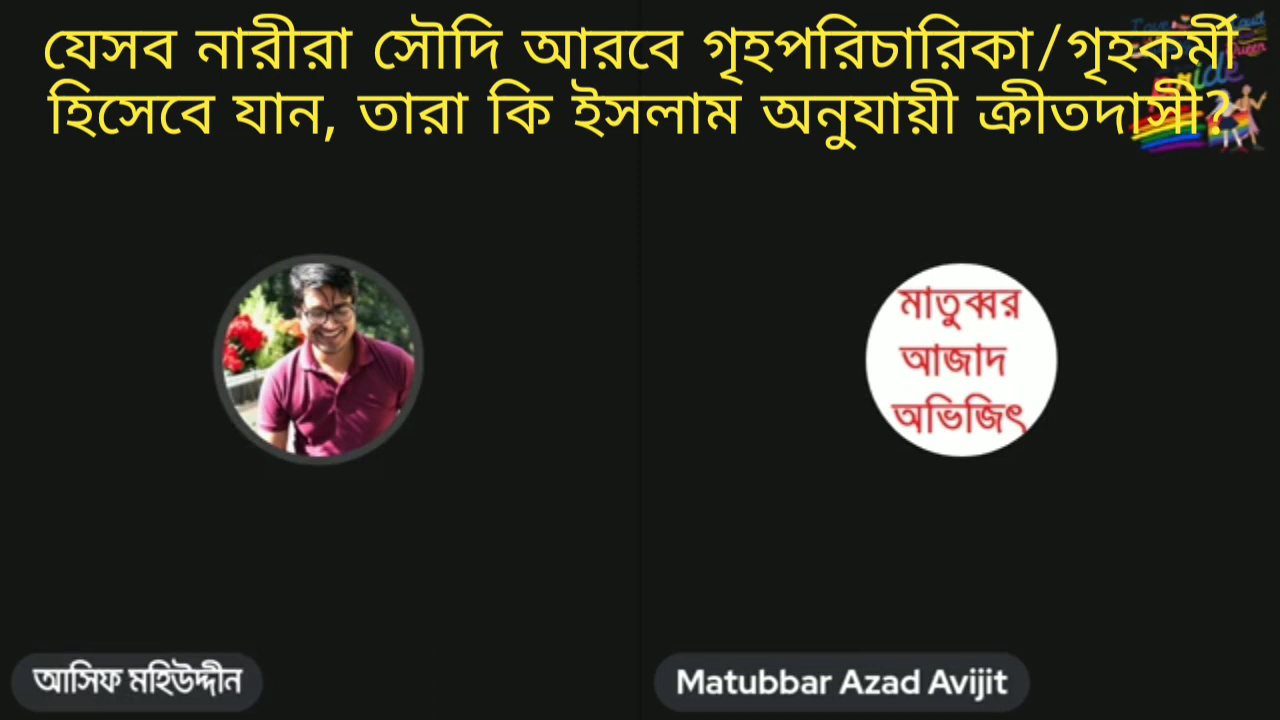 যেসব নারীরা সৌদি আরবে গৃহপরিচারিকা/গৃহকর্মী
হিসেবে যান, তারা কি ইসলাম অনুযায়ী ক্রীতদাসী?
মাতুব্বর
আজাদ
অভিজিৎ
আসিফ মহিউদ্দীন
Matubbar Azad Avijit